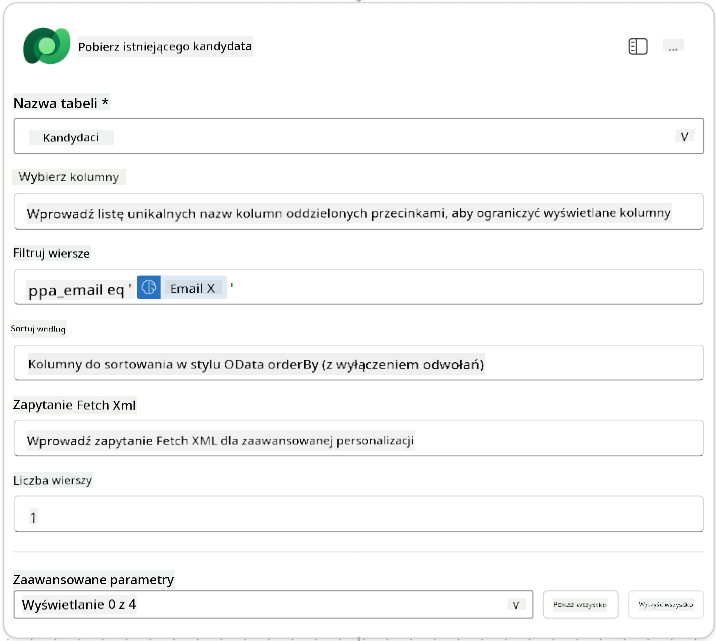 Pobierz istniejącego kandydata
...
Nazwa tabeli *
Kandydaci
V
Wybierz kolumny
Wprowadź listę unikalnych nazw kolumn oddzielonych przecinkami, aby ograniczyć wyświetlane kolumny
Filtruj wiersze
ppa_email eq ' Email X '
Sortuj według
Kolumny do sortowania w stylu OData orderBy (z wyłączeniem odwołań)
Zapytanie Fetch Xml
Wprowadź zapytanie Fetch XML dla zaawansowanej personalizacji
Liczba wierszy
1
Zaawansowane parametry
Wyświetlanie 0 z 4
V
Pokaż wszystko
Wyczyść wszystko